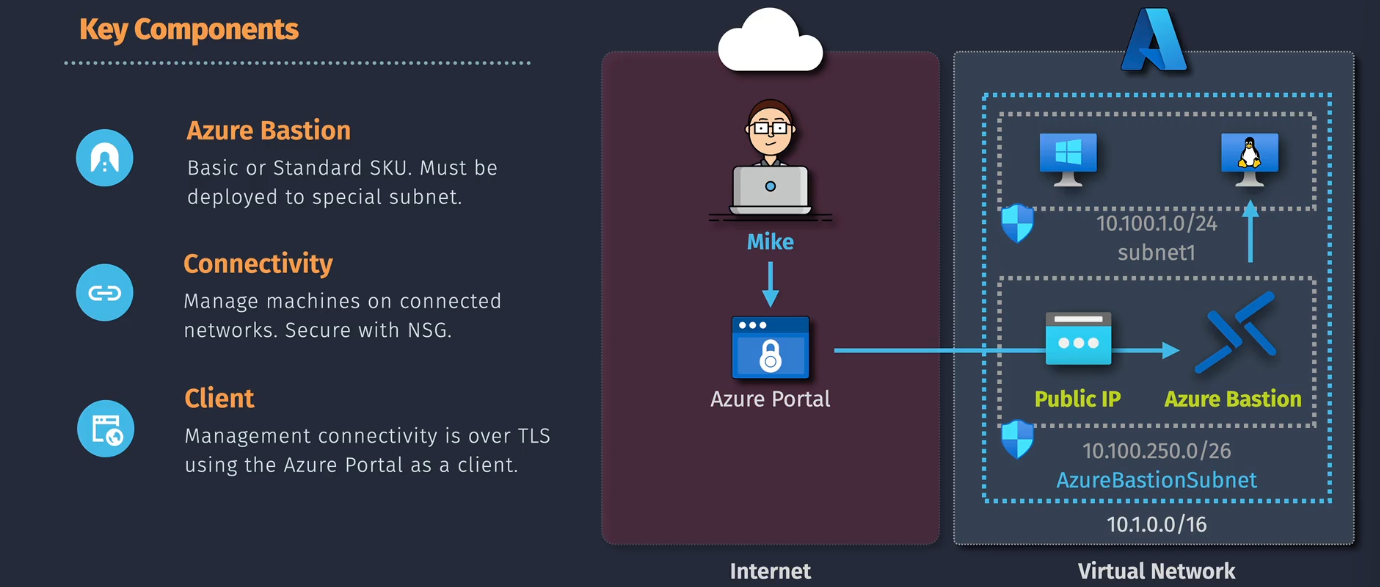 Key Components
Azure Bastion
Basic or Standard SKU. Must be
deployed to special subnet.
Connectivity
Manage machines on connected
networks. Secure with NSG.
Client
Management connectivity is over TLS
using the Azure Portal as a client.
Mike
Azure Portal
Internet
10.100.1.0/24
subnet1
Public IP
Azure Bastion
10.100.250.0/26
AzureBastionSubnet
10.1.0.0/16
Virtual Network